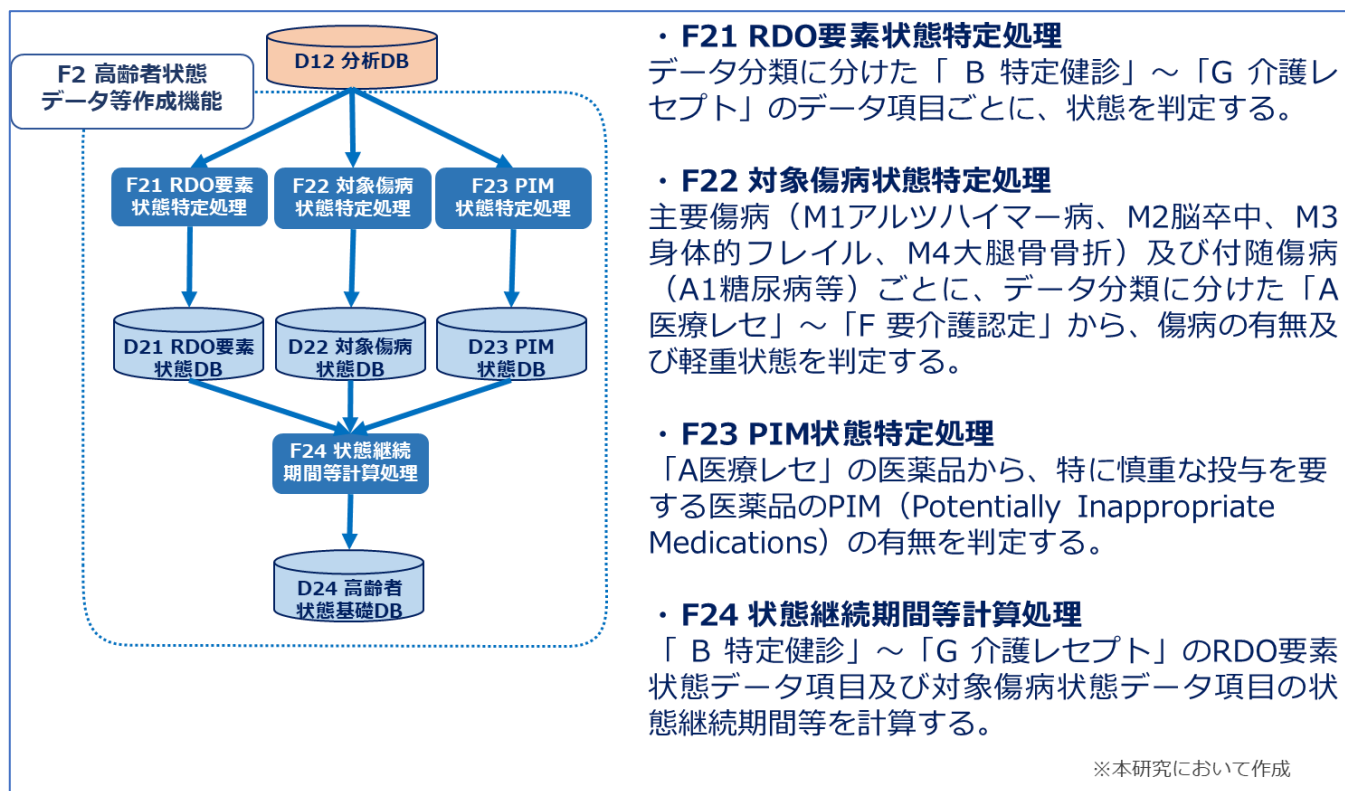 D12 分析DB
F2 高齢者状態
データ等作成機能
F21 RDO要素
状態特定処理
F22 対象傷病
状態特定処理
F23 PIM
状態特定処理
D21 RDO要素
状態DB
D22 対象傷病
状態DB
D23 PIM
状態DB
F24 状態継続
期間等計算処理
D24 高齢者
状態基礎DB
・F21 RDO要素状態特定処理
データ分類に分けた「 B 特定健診」～「G 介護レ
セプト」のデータ項目ごとに、状態を判定する。
・F22 対象傷病状態特定処理
主要傷病（M1アルツハイマー病、M2脳卒中、M3
身体的フレイル、M4大腿骨骨折）及び付随傷病
（A1糖尿病等）ごとに、データ分類に分けた「A
医療レセ」～「F 要介護認定」から、傷病の有無及
び軽重状態を判定する。
・F23 PIM状態特定処理
「A医療レセ」の医薬品から、特に慎重な投与を要
する医薬品のPIM（Potentially Inappropriate
Medications）の有無を判定する。
・F24 状態継続期間等計算処理
「 B 特定健診」～「G 介護レセプト」のRDO要素
状態データ項目及び対象傷病状態データ項目の状
態継続期間等を計算する。
※本研究において作成